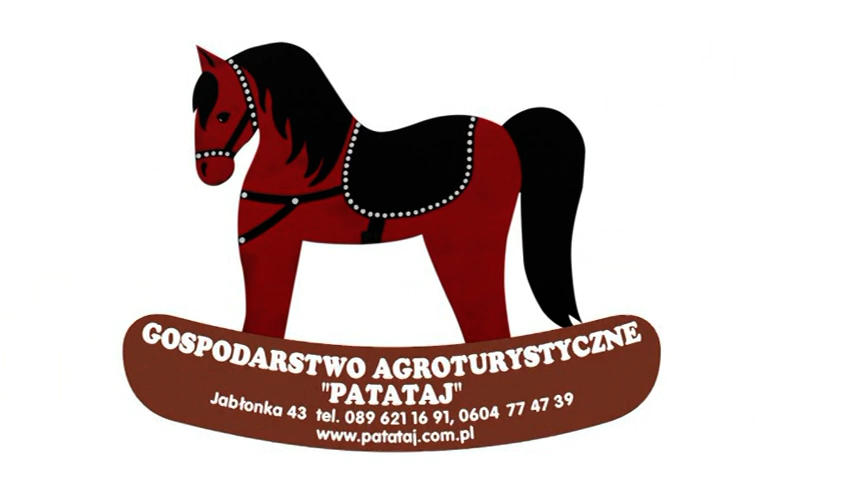 GOSPODARSTWO AGROTURYSTYCZNE
"PATATAJ"
Jabłonka 43 tel. 089 621 16 91, 0604 77 47 39
www.patataj.com.pl